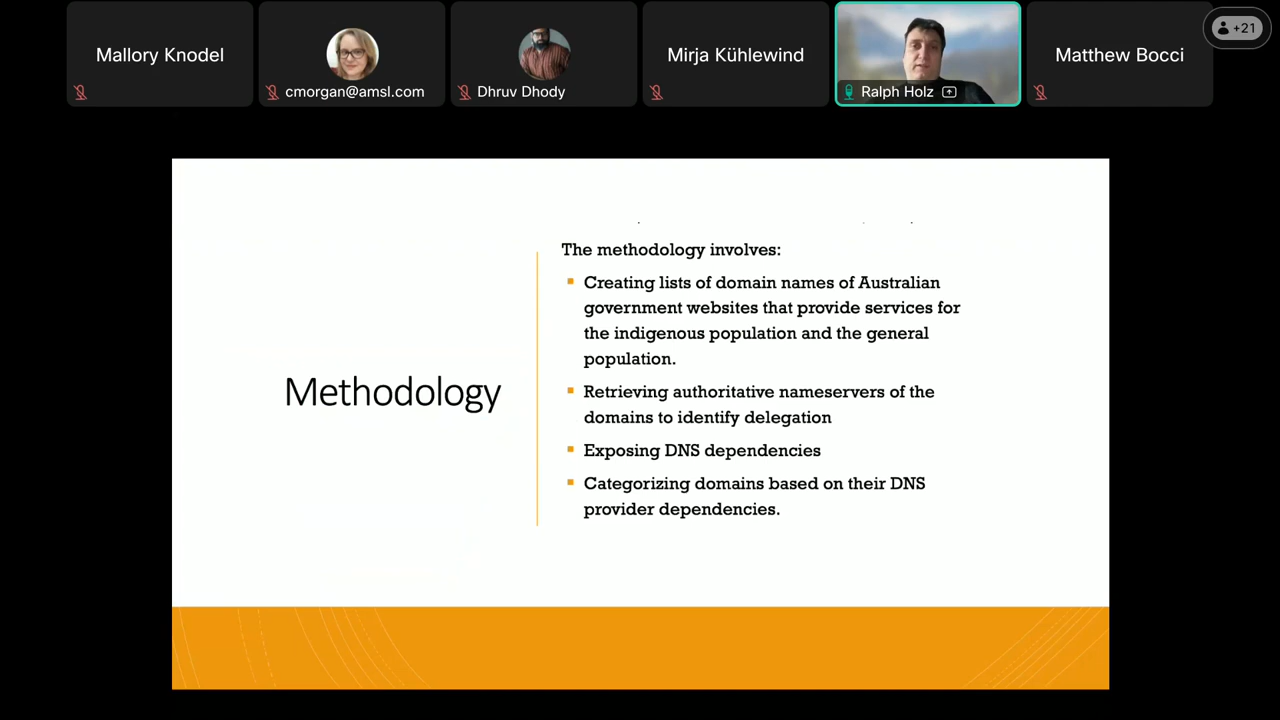 Mallory Knodel
cmorgan@amsl.com
Dhruv Dhody
Mirja Kühlewind
Ralph Holz
Matthew Bocci
+21
The methodology involves:
Creating lists of domain names of Australian
government websites that provide services for
the indigenous population and the general
population.
Retrieving authoritative nameservers of the
domains to identify delegation
Exposing DNS dependencies
Categorizing domains based on their DNS
provider dependencies.
Methodology